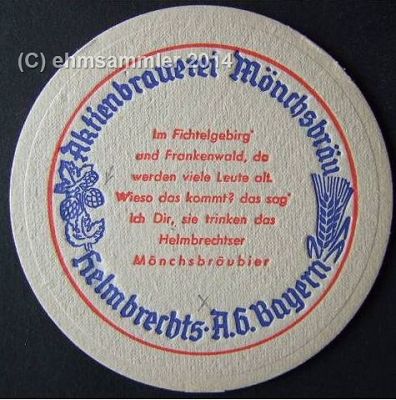 (C) ehmsammler 2014
Aktienbrauerei Mönchsbräu
Im Fichtelgebirg'
und Frankenwald, da
werden viele Leute alt.
Wieso das kommt? das sag'
Ich Dir, sie trinken das
Helmbrechtser
Mönchsbräubier
Helmbrechts·A.G. Bayern